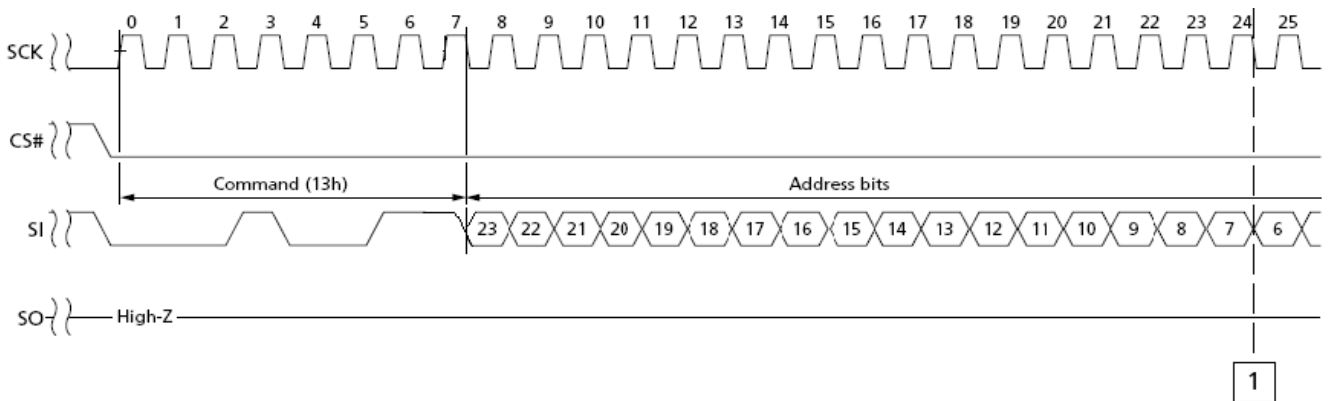 0 1 2 3 4 5 6 7 8 9 10 11 12 13 14 15 16 17 18 19 20 21 22 23 24 25
SCK
CS#
Command (13h) Address bits
SI 23 22 21 20 19 18 17 16 15 14 13 12 11 10 9 8 7 6
SO High-Z
1